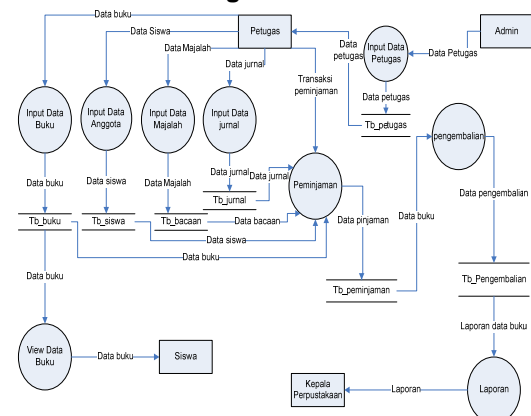 Data buku
Petugas
Admin
Data Siswa
Data Majalah
Data jurnal
Data
petugas
Input Data
Petugas
Data Petugas
Transaksi
peminjaman
Data petugas
Tb_petugas
Input Data
Buku
Input Data
Anggota
Input Data
Majalah
Input Data
jurnal
pengembalian
Data buku
Data siswa
Data Majalah
Data jurnal
Data jurnal
Tb_jurnal
Peminjaman
Data pengembalian
Tb_buku
Tb_siswa
Tb_bacaan
Data bacaan
Data pinjaman
Data buku
Data siswa
Data buku
Data buku
Tb_peminjaman
Tb_Pengembalian
Laporan data buku
View Data
Buku
Data buku
Siswa
Kepala
Perpustakaan
Laporan
Laporan